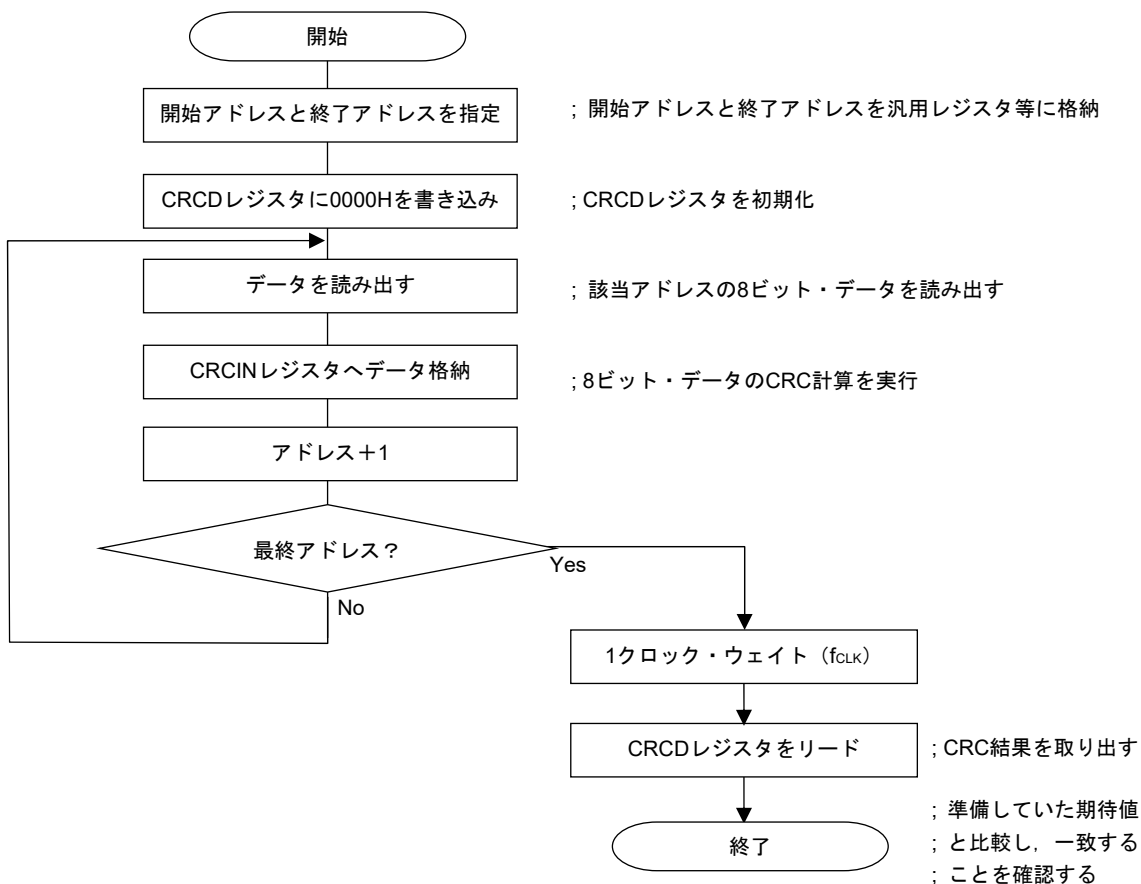 開始
開始アドレスと終了アドレスを指定
; 開始アドレスと終了アドレスを汎用レジスタ等に格納
CRCDレジスタに0000Hを書き込み
; CRCDレジスタを初期化
データを読み出す
; 該当アドレスの8ビット・データを読み出す
CRCINレジスタへデータ格納
; 8ビット・データのCRC計算を実行
アドレス＋1
最終アドレス？
Yes
No
1クロック・ウェイト（fCLK）
CRCDレジスタをリード
; CRC結果を取り出す
終了
; 準備していた期待値
; と比較し，一致する
; ことを確認する